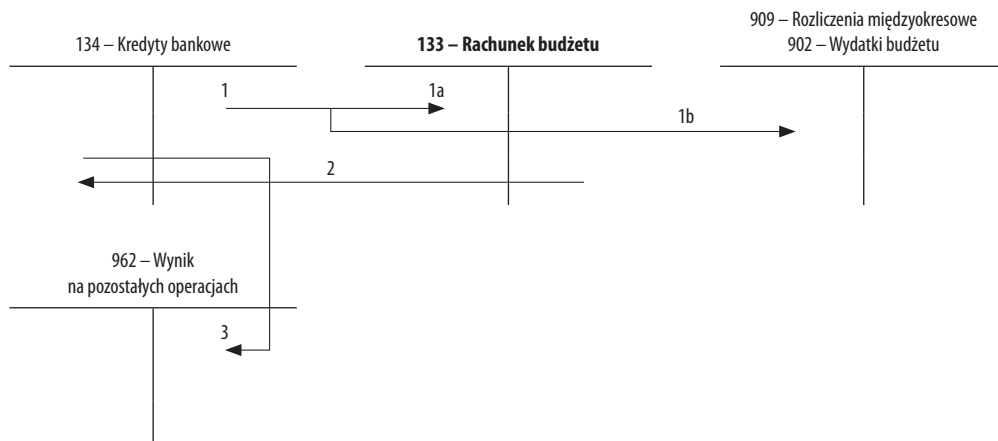 909 – Rozliczenia międzyokresowe
134 – Kredyty bankowe
133 – Rachunek budżetu
902 – Wydatki budżetu
1
1a
1b
2
962 – Wynik
na pozostałych operacjach
3